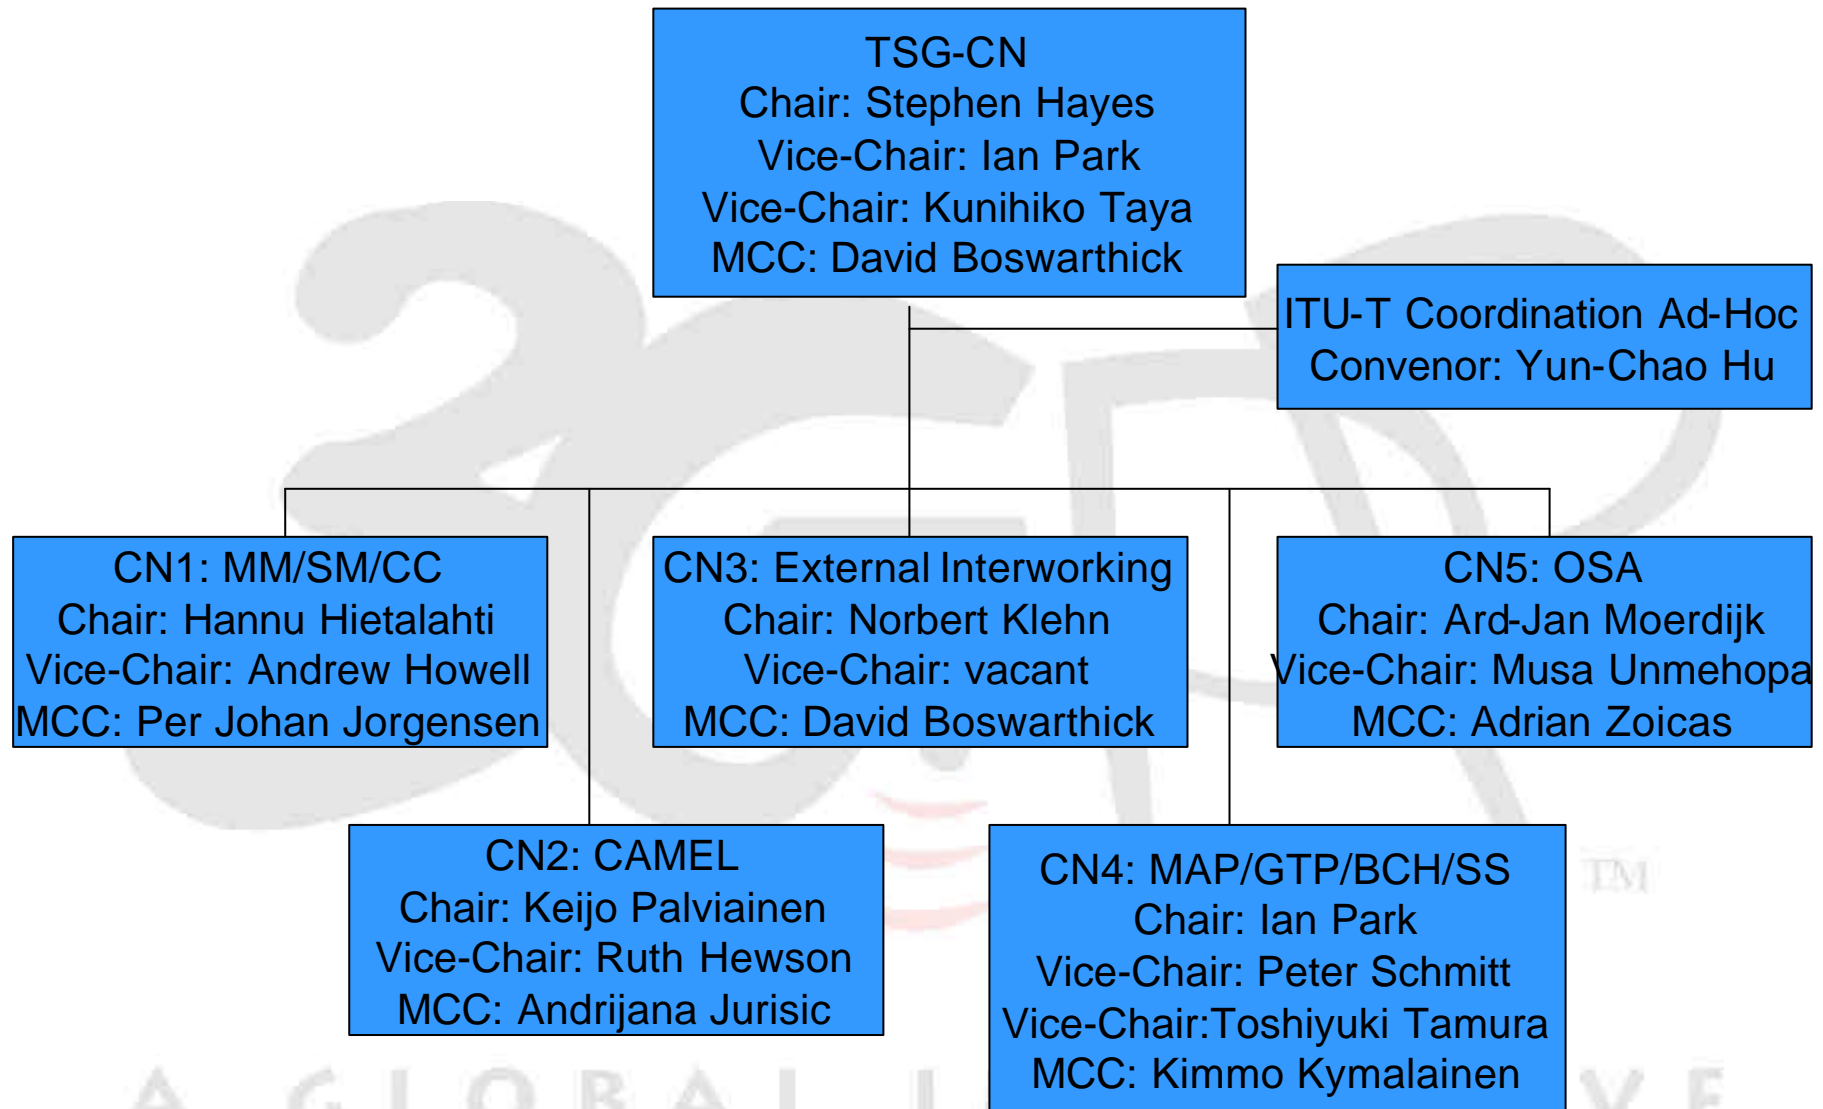 TSG-CN
Chair: Stephen Hayes
Vice-Chair: Ian Park
Vice-Chair: Kunihiko Taya
MCC: David Boswarthick
ITU-T Coordination Ad-Hoc
Convenor: Yun-Chao Hu
CN1: MM/SM/CC
Chair: Hannu Hietalahti
Vice-Chair: Andrew Howell
MCC: Per Johan Jorgensen
CN3: External Interworking
Chair: Norbert Klehn
Vice-Chair: vacant
MCC: David Boswarthick
CN5: OSA
Chair: Ard-Jan Moerdijk
Vice-Chair: Musa Unmehopa
MCC: Adrian Zoicas
CN2: CAMEL
Chair: Keijo Palviainen
Vice-Chair: Ruth Hewson
MCC: Andrijana Jurisic
CN4: MAP/GTP/BCH/SS
Chair: Ian Park
Vice-Chair: Peter Schmitt
Vice-Chair:Toshiyuki Tamura
MCC: Kimmo Kymalainen
TM
A GLOBAL